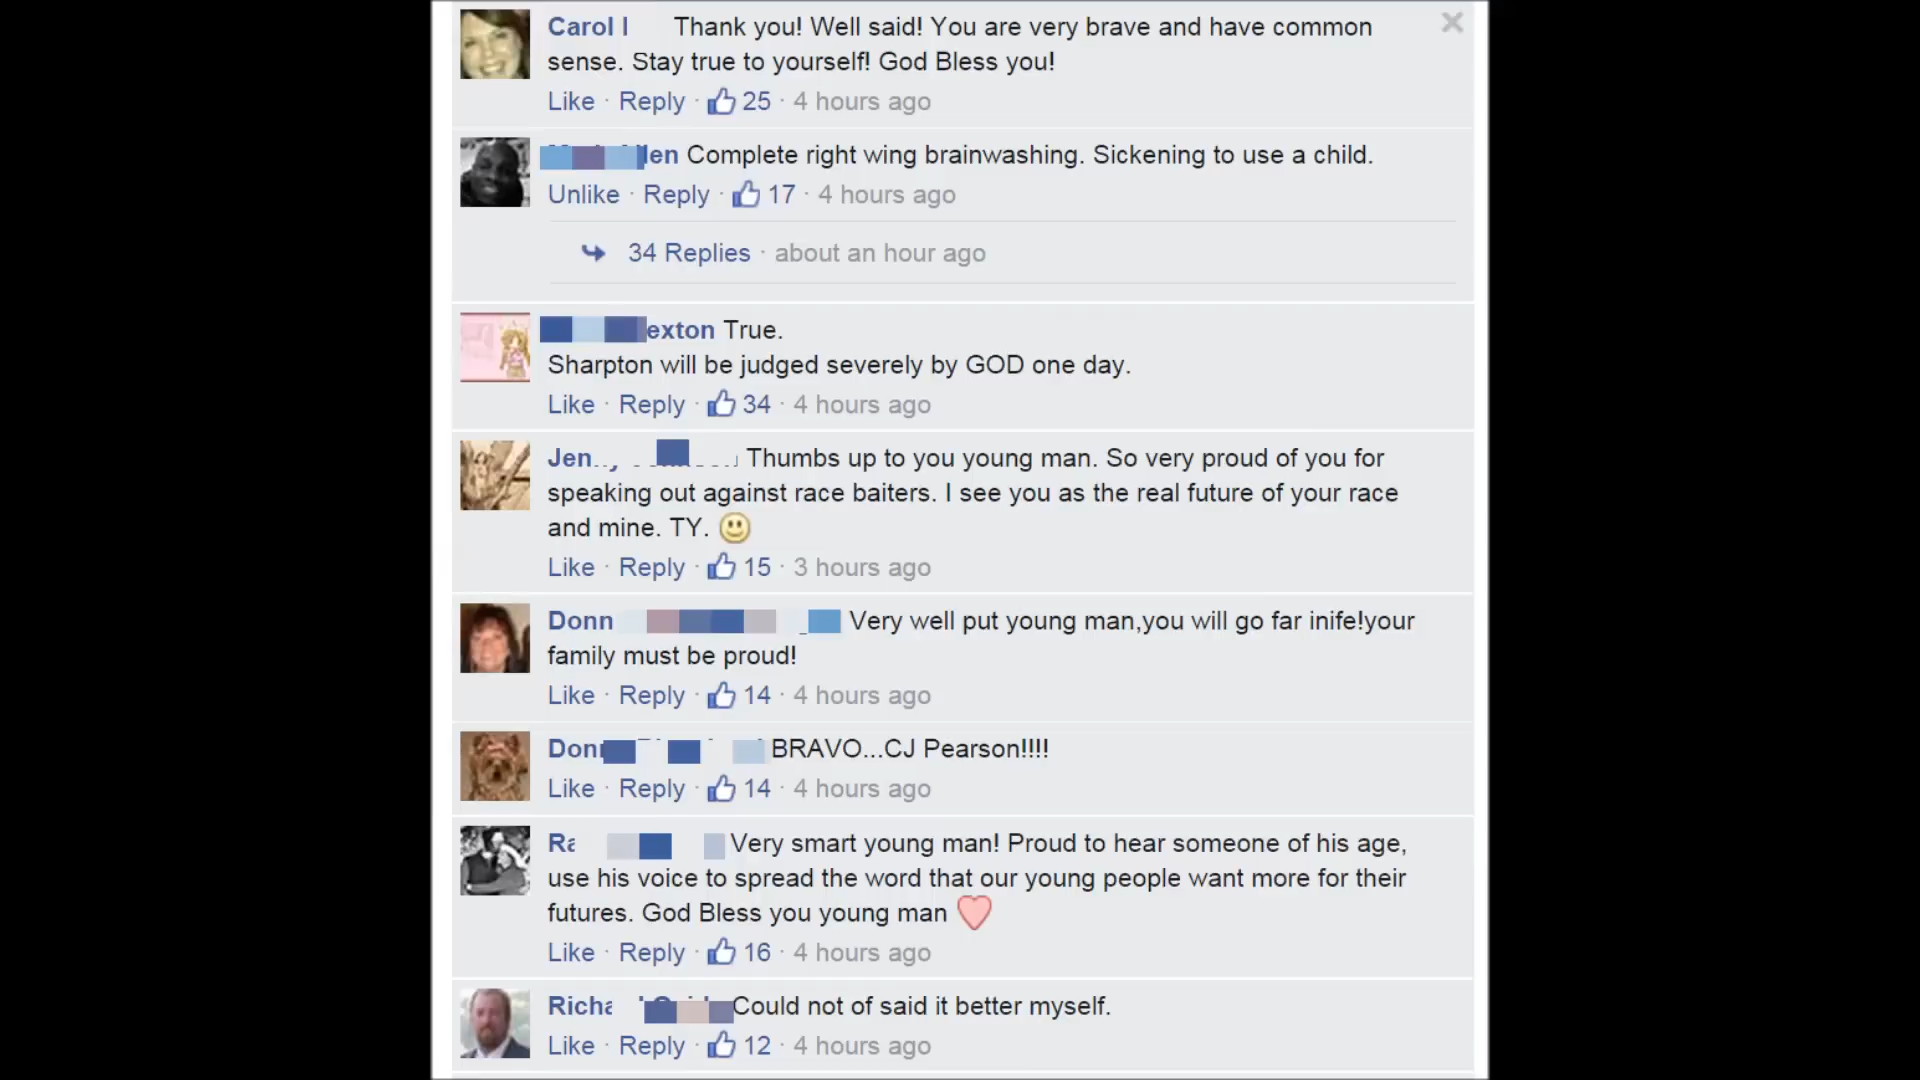 Carol Thank you! Well said! You are very brave and have common
sense. Stay true to yourself! God Bless you!
Like · Reply · 25 · 4 hours ago
Complete right wing brainwashing. Sickening to use a child.
Unlike · Reply · 17 · 4 hours ago
34 Replies · about an hour ago
exton True.
Sharpton will be judged severely by GOD one day.
Like · Reply · 34 · 4 hours ago
Thumbs up to you young man. So very proud of you for
speaking out against race baiters. I see you as the real future of your race
and mine. TY.
Like · Reply · 15 · 3 hours ago
Donn Very well put young man,you will go far inife!your
family must be proud!
Like · Reply · 14 · 4 hours ago
BRAVO...CJ Pearson!!!!
Like · Reply · 14 · 4 hours ago
Very smart young man! Proud to hear someone of his age,
use his voice to spread the word that our young people want more for their
futures. God Bless you young man
Like · Reply · 16 · 4 hours ago
Richa Could not of said it better myself.
Like · Reply · 12 · 4 hours ago